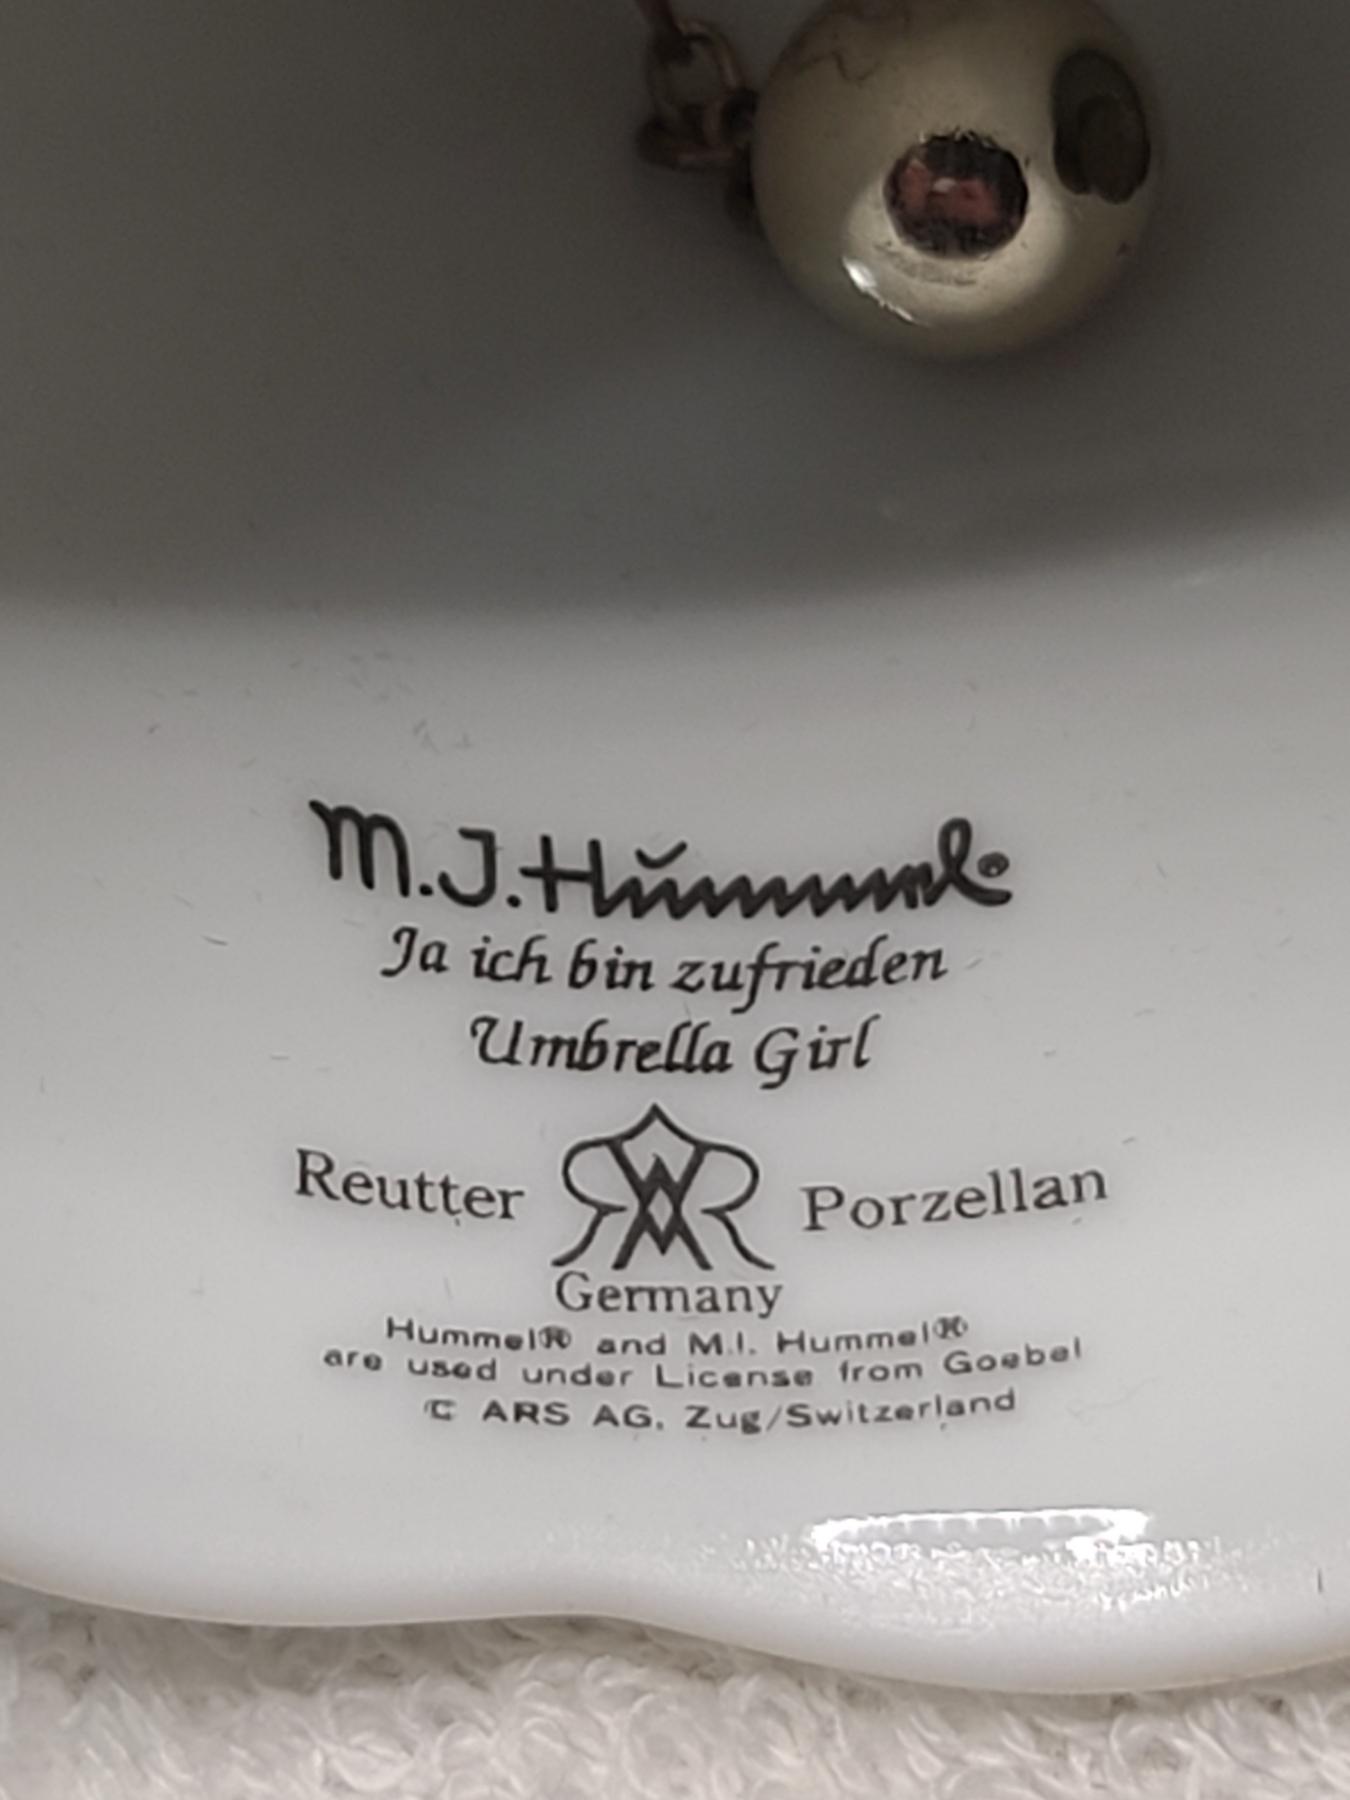 M.J.Hŭmmel®
Ja ich bin zufrieden
Umbrella Girl
Reutter Porzellan
Germany
Hummel® and M.I. Hummel®
are used under License from Goebel
© ARS AG, Zug/Switzerland